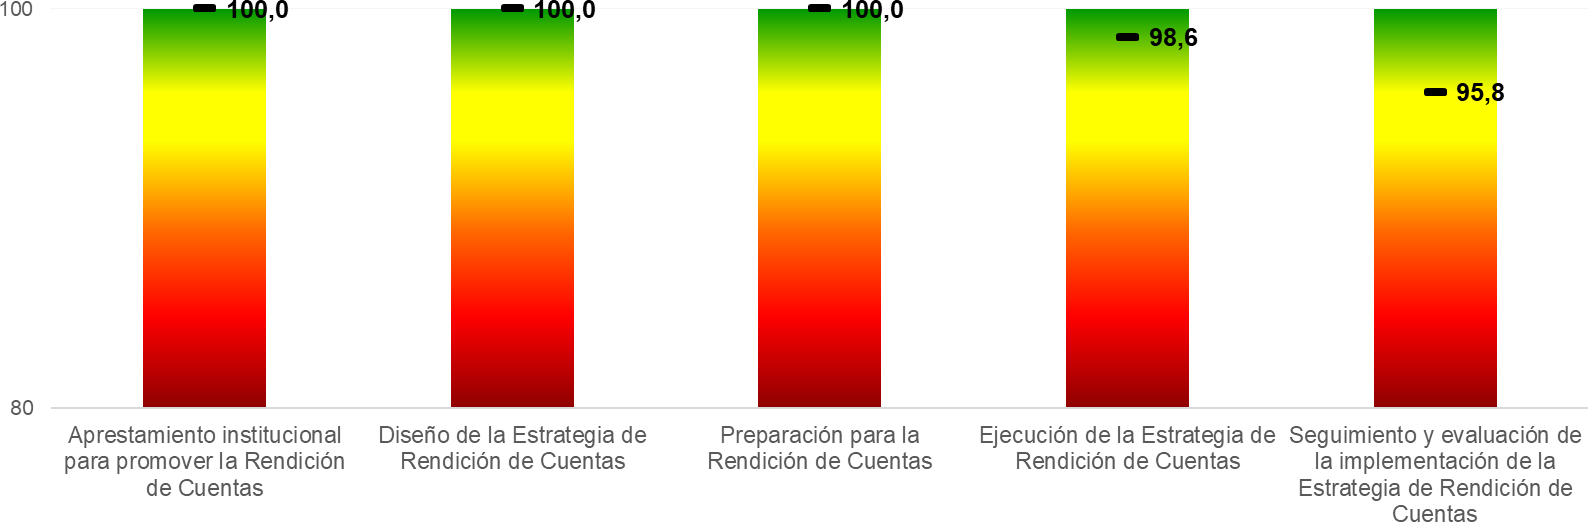 100
100,0
100,0
100,0
98,6
95,8
80
Aprestamiento institucional
para promover la Rendición
de Cuentas
Diseño de la Estrategia de
Rendición de Cuentas
Preparación para la
Rendición de Cuentas
Ejecución de la Estrategia de
Rendición de Cuentas
Seguimiento y evaluación de
la implementación de la
Estrategia de Rendición de
Cuentas